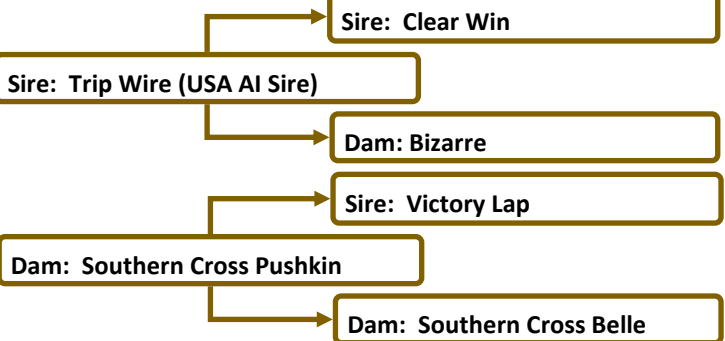 Sire:  Clear Win
Sire:  Trip Wire (USA AI Sire)
Dam: Bizarre
Sire:  Victory Lap
Dam:  Southern Cross Pushkin
Dam:  Southern Cross Belle